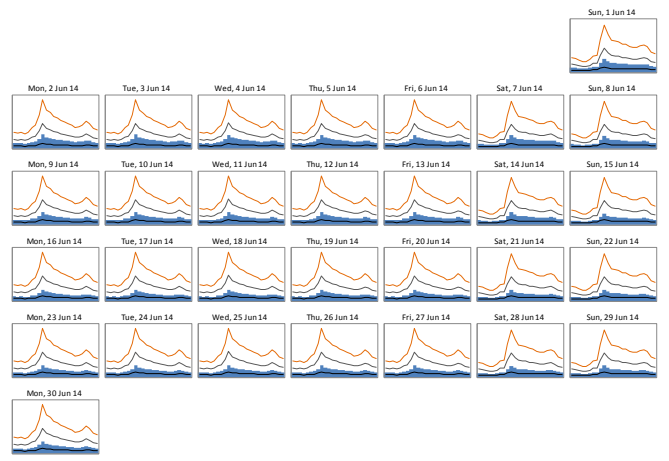 Sun, 1 Jun 14
Mon, 2 Jun 14 Tue, 3 Jun 14 Wed, 4 Jun 14 Thu, 5 Jun 14 Fri, 6 Jun 14 Sat, 7 Jun 14 Sun, 8 Jun 14
Mon, 9 Jun 14 Tue, 10 Jun 14 Wed, 11 Jun 14 Thu, 12 Jun 14 Fri, 13 Jun 14 Sat, 14 Jun 14 Sun, 15 Jun 14
Mon, 16 Jun 14 Tue, 17 Jun 14 Wed, 18 Jun 14 Thu, 19 Jun 14 Fri, 20 Jun 14 Sat, 21 Jun 14 Sun, 22 Jun 14
Mon, 23 Jun 14 Tue, 24 Jun 14 Wed, 25 Jun 14 Thu, 26 Jun 14 Fri, 27 Jun 14 Sat, 28 Jun 14 Sun, 29 Jun 14
Mon, 30 Jun 14